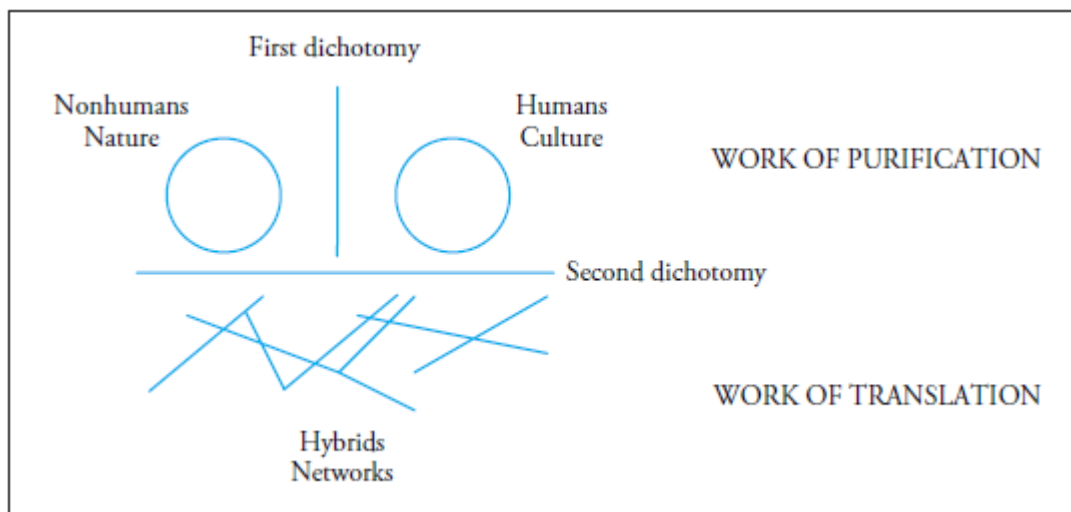 First dichotomy
Nonhumans
Nature
Humans
Culture
WORK OF PURIFICATION
Second dichotomy
WORK OF TRANSLATION
Hybrids
Networks